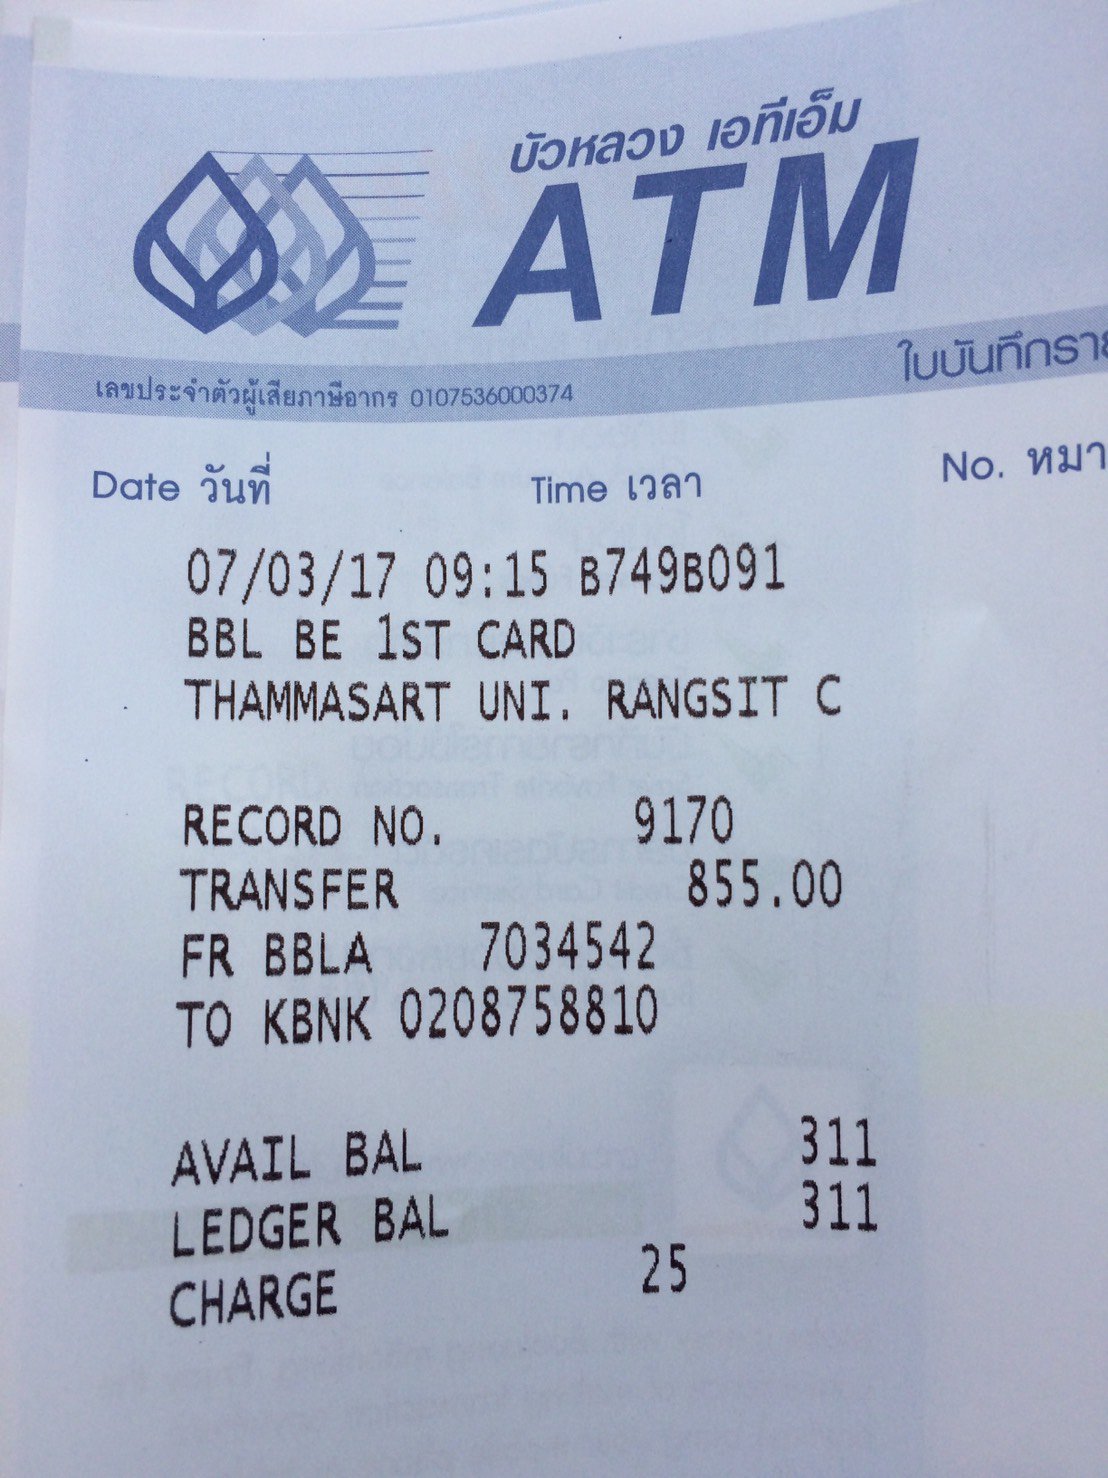 บัวหลวง เอทีเอ็ม
ATM
ใบบันทึกราย
เลขประจำตัวผู้เสียภาษีอากร 0107536000374
Date วันที่ Time เวลา No. หมา
07/03/17 09:15 B749B091
BBL BE 1ST CARD
THAMMASART UNI. RANGSIT C
RECORD NO. 9170
TRANSFER 855.00
FR BBLA 7034542
TO KBNK 0208758810
AVAIL BAL 311
LEDGER BAL 311
CHARGE 25